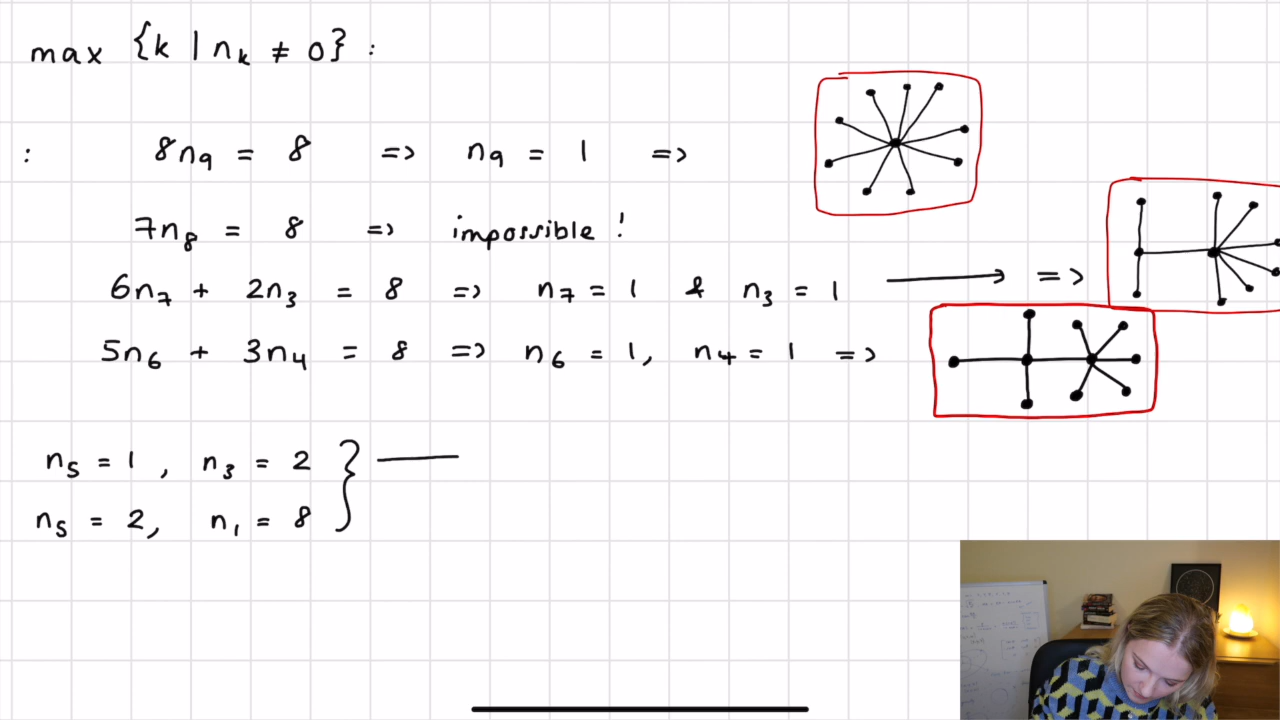 max {k | n_k ≠ 0} :
: 8n_9 = 8 => n_9 = 1 =>
7n_8 = 8 => impossible !
6n_7 + 2n_3 = 8 => n_7 = 1 & n_3 = 1 ⟶ =>
5n_6 + 3n_4 = 8 => n_6 = 1, n_4 = 1 =>
n_5 = 1 , n_3 = 2 } —
n_5 = 2, n_1 = 8